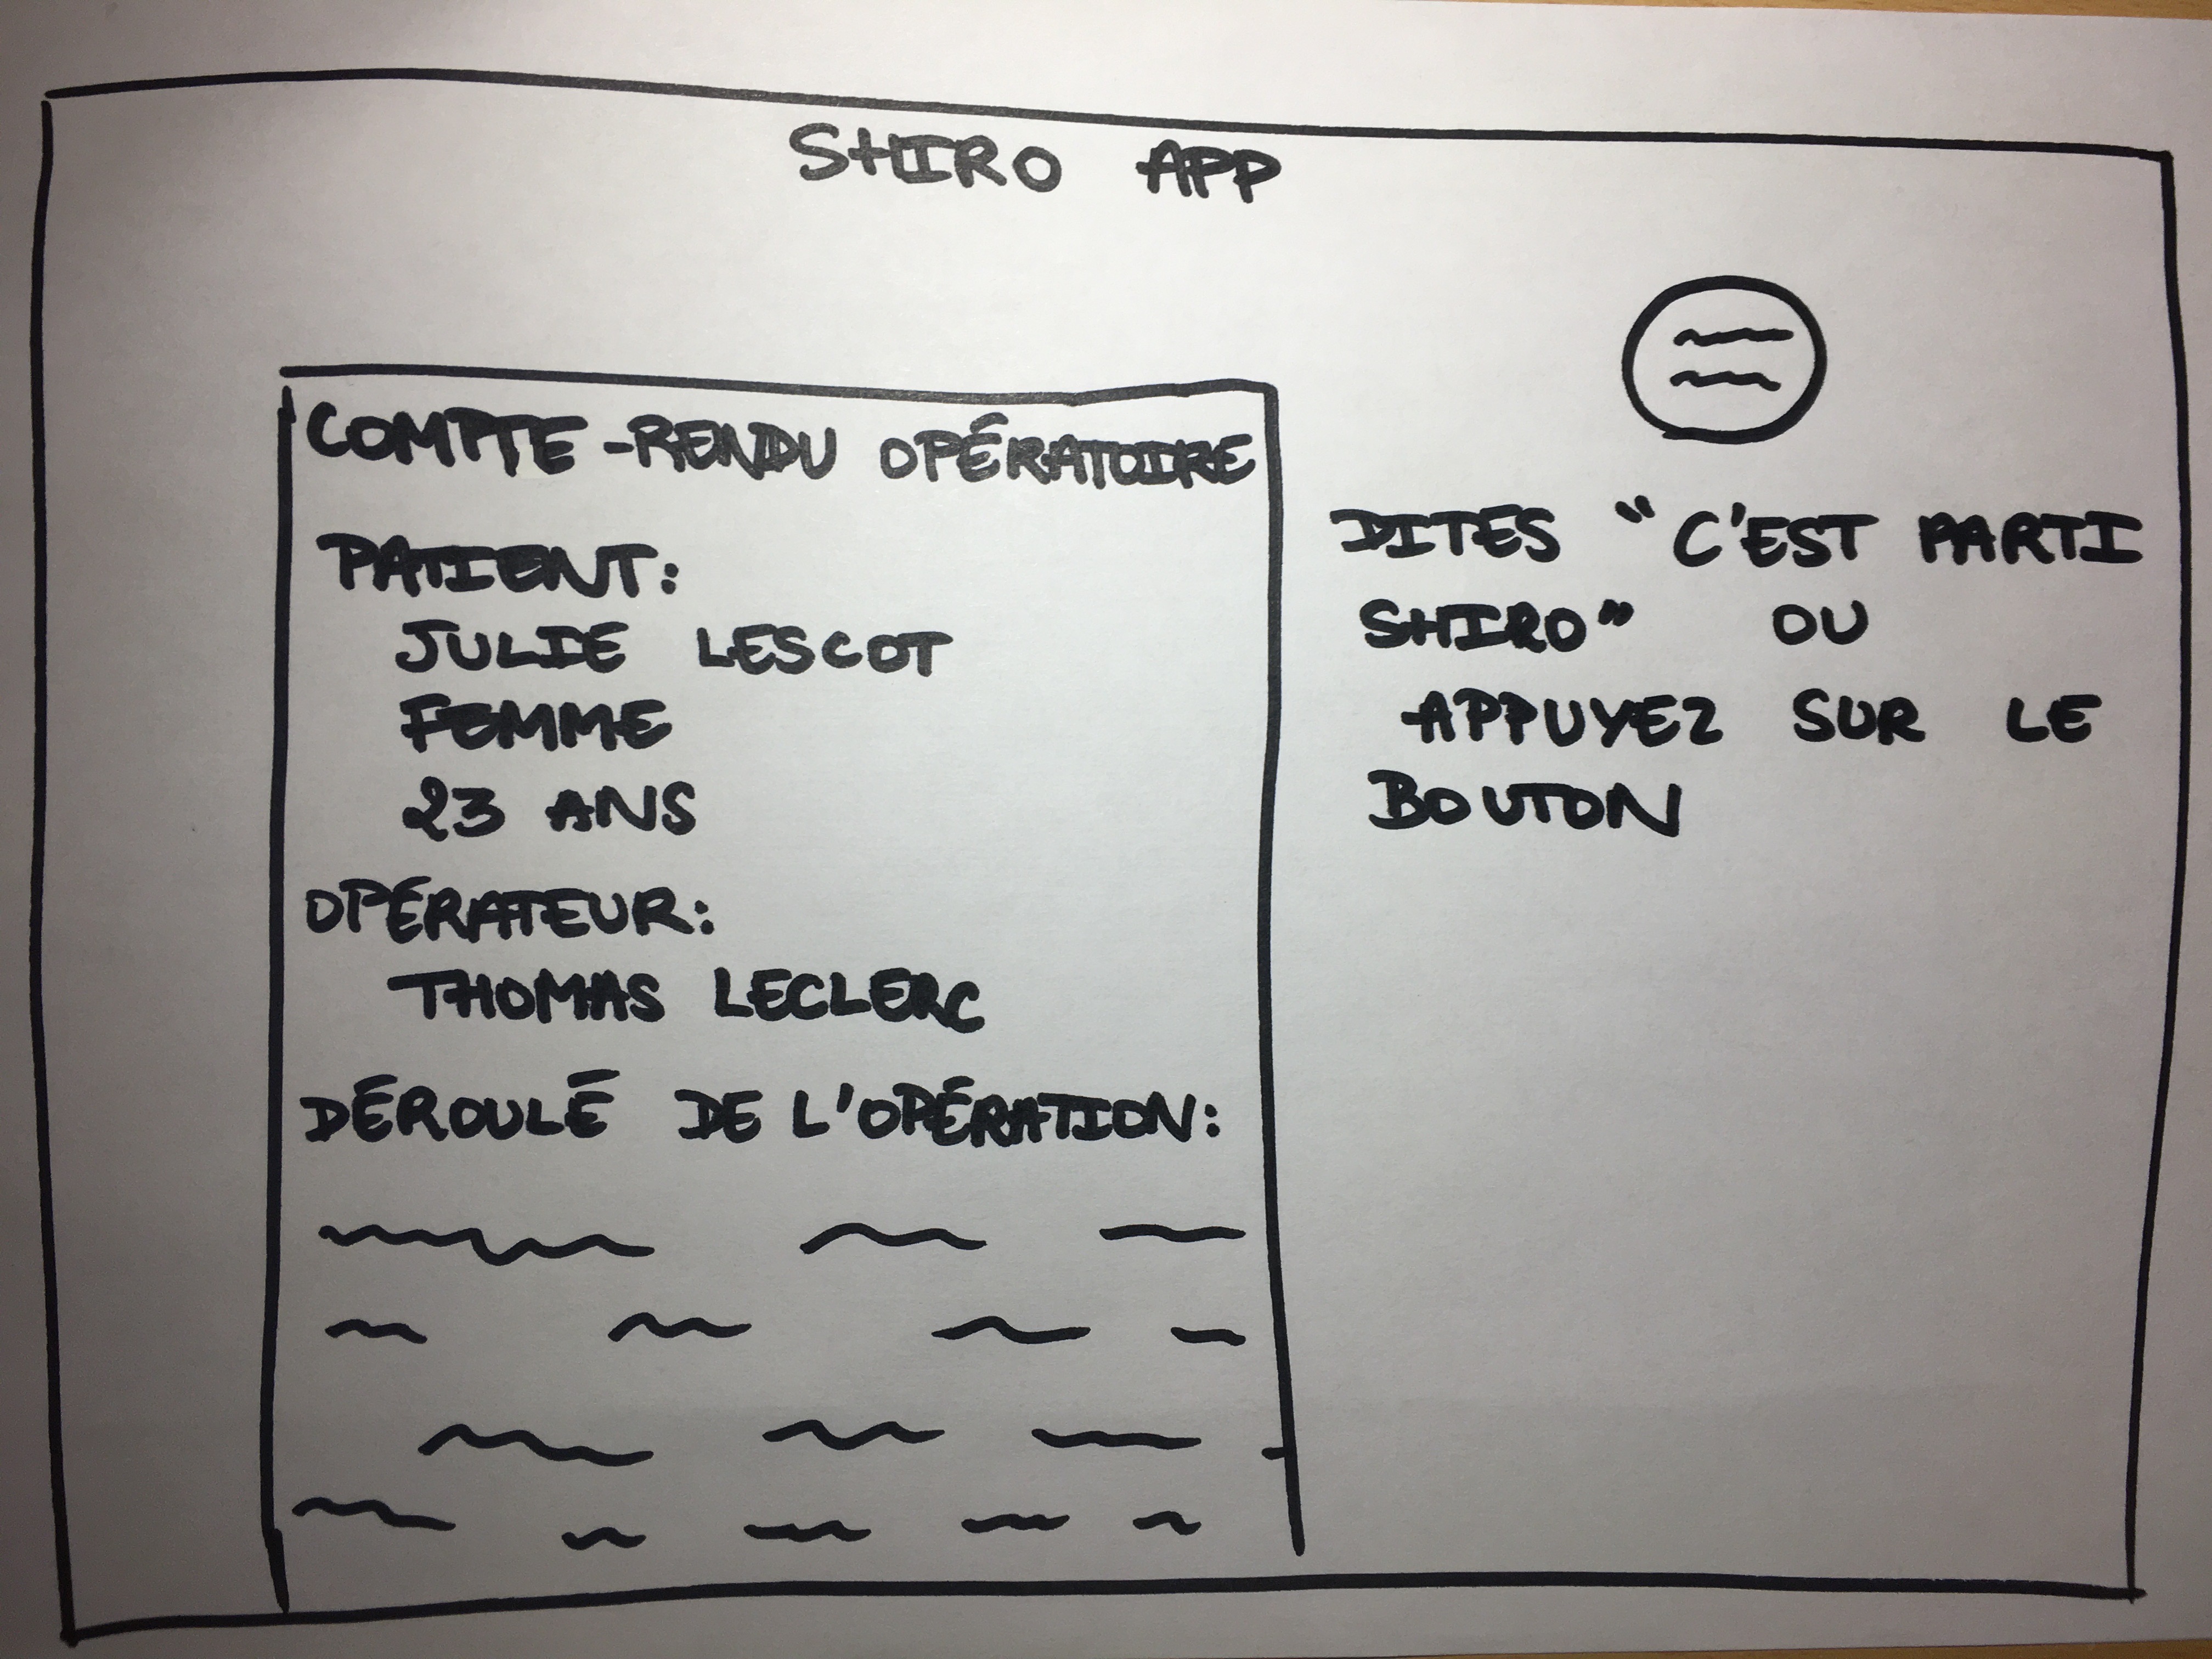 SHIRO APP
COMPTE-RENDU OPÉRATOIRE
PATIENT:
JULIE LESCOT
FEMME
23 ANS
OPÉRATEUR:
THOMAS LECLERC
DÉROULÉ DE L'OPÉRATION:
DITES "C'EST PARTI
SHIRO" OU
APPUYEZ SUR LE
BOUTON